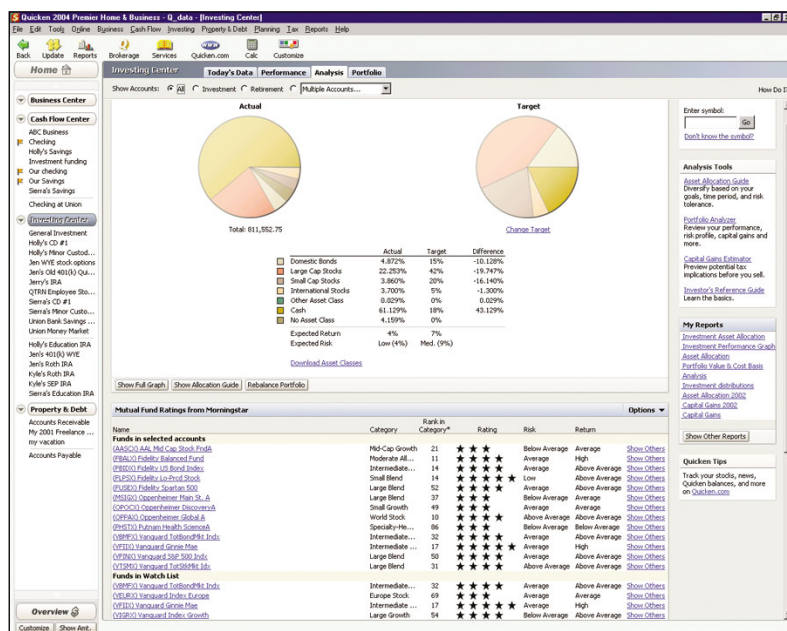 Quicken 2004 Premier Home & Business - Q_data - [Investing Center]
File Edit Tools Online Business Cash Flow Investing Property & Debt Planning Tax Reports Help
Back Update Reports Brokerage Services Quicken.com Calc Customize
Home
Business Center
Cash Flow Center
ABC Business
Checking
Holly's Savings
Investment funding
Our checking
Our Savings
Sierra's Savings
Checking at Union
Investing Center
General Investment
Holly's CD #1
Holly's Minor Custod...
Jen WYE stock options
Jen's Old 401(k) Qui...
Jerry's IRA
QTRN Employee Sto...
Sierra's CD #1
Sierra's Minor Custo...
Union Bank Savings ...
Union Money Market
Holly's Education IRA
Jen's 401(k) WYE
Jen's Roth IRA
Kyle's Roth IRA
Kyle's SEP IRA
Sierra's Education IRA
Property & Debt
Accounts Receivable
My 2001 Freelance ...
my vacation
Accounts Payable
Overview
Customize Show Amt.
Investing Center Today's Data Performance Analysis Portfolio
Show Accounts: All Investment Retirement Multiple Accounts...
How Do I?
Actual Target
Total: 811,552.75 Change Target
Actual Target Difference
Domestic Bonds 4.872% 15% -10.128%
Large Cap Stocks 22.253% 42% -19.747%
Small Cap Stocks 3.860% 20% -16.140%
International Stocks 3.700% 5% -1.300%
Other Asset Class 0.029% 0% 0.029%
Cash 61.129% 18% 43.129%
No Asset Class 4.159% 0%
Expected Return 4% 7%
Expected Risk Low (4%) Med. (9%)
Download Asset Classes
Show Full Graph Show Allocation Guide Rebalance Portfolio
Mutual Fund Ratings from Morningstar Options
Rank in
Name Category Category* Rating Risk Return
Funds in selected accounts
(AASCX) AAL Mid Cap Stock FndA Mid-Cap Growth 21 ★ ★ ★ Below Average Average Show Others
(FBALX) Fidelity Balanced Fund Moderate All... 11 ★ ★ ★ ★ Average High Show Others
(FBIDX) Fidelity US Bond Index Intermediate... 14 ★ ★ ★ ★ Average Above Average Show Others
(FLPSX) Fidelity Lo-Prcd Stock Small Blend 14 ★ ★ ★ ★ ★ Low Above Average Show Others
(FUSEX) Fidelity Spartan 500 Large Blend 52 ★ ★ ★ ★ Average Above Average Show Others
(MSIGX) Oppenheimer Main St. A Large Blend 37 ★ ★ ★ Below Average Average Show Others
(OPOCX) Oppenheimer DiscoveryA Small Growth 49 ★ ★ ★ Average Average Show Others
(OPPAX) Oppenheimer Global A World Stock 10 ★ ★ ★ ★ Above Average Above Average Show Others
(PHSTX) Putnam Health ScienceA Specialty-He... 86 ★ ★ Below Average Below Average Show Others
(VBMFX) Vanguard TotBondMkt Indx Intermediate ... 32 ★ ★ ★ ★ Average Above Average Show Others
(VFIIX) Vanguard Ginnie Mae Intermediate ... 17 ★ ★ ★ ★ ★ Average High Show Others
(VFINX) Vanguard S&P 500 Indx Large Blend 50 ★ ★ ★ ★ Average Above Average Show Others
(VTSMX) Vanguard TotStkMkt Idx Large Blend 31 ★ ★ ★ ★ Above Average Above Average Show Others
Funds in Watch List
(VBMFX) Vanguard TotBondMkt Indx Intermediate ... 32 ★ ★ ★ ★ Average Above Average Show Others
(VEURX) Vanguard Index Europe Europe Stock 69 ★ ★ ★ Average Average Show Others
(VFIIX) Vanguard Ginnie Mae Intermediate ... 17 ★ ★ ★ ★ ★ Average High Show Others
(VIGRX) Vanguard Index Growth Large Growth 54 ★ ★ ★ ★ Below Average Above Average Show Others
Enter symbol:
Go
Don't know the symbol?
Analysis Tools
Asset Allocation Guide
Diversify based on your
goals, time period, and risk
tolerance.
Portfolio Analyzer
Review your performance,
risk profile, capital gains and
more.
Capital Gains Estimator
Preview potential tax
implications before you sell.
Investor's Reference Guide
Learn the basics.
My Reports
Investment Asset Allocation
Investment Performance Graph
Asset Allocation
Portfolio Value & Cost Basis
Analysis
Investment distributions
Asset Allocation 2002
Capital Gains 2002
Capital Gains
Show Other Reports
Quicken Tips
Track your stocks, news,
Quicken balances, and more
on Quicken.com